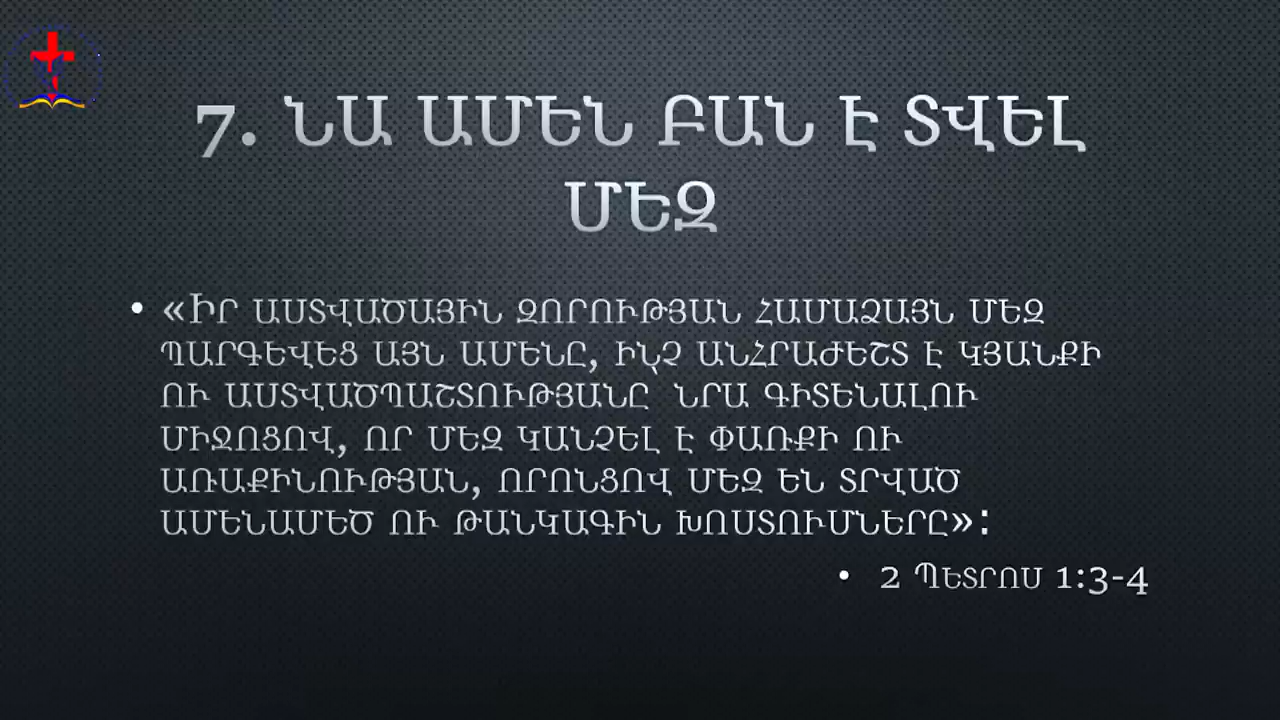 7. ՆԱ ԱՄԵՆ ԲԱՆ Է ՏՎԵԼ
ՄԵԶ
• «ԻՐ ԱՍՏՎԱԾԱՅԻՆ ԶՈՐՈՒԹՅԱՆ ՀԱՄԱՁԱՅՆ ՄԵԶ
ՊԱՐԳԵՎԵՑ ԱՅՆ ԱՄԵՆԸ, ԻՆՉ ԱՆՀՐԱԺԵՇՏ Է ԿՅԱՆՔԻ
ՈՒ ԱՍՏՎԱԾՊԱՇՏՈՒԹՅԱՆԸ ՆՐԱ ԳԻՏԵՆԱԼՈՒ
ՄԻՋՈՑՈՎ, ՈՐ ՄԵԶ ԿԱՆՉԵԼ Է ՓԱՌՔԻ ՈՒ
ԱՌԱՔԻՆՈՒԹՅԱՆ, ՈՐՈՆՑՈՎ ՄԵԶ ԵՆ ՏՐՎԱԾ
ԱՄԵՆԱՄԵԾ ՈՒ ԹԱՆԿԱԳԻՆ ԽՈՍՏՈՒՄՆԵՐԸ»:
• 2 ՊԵՏՐՈՍ 1:3-4